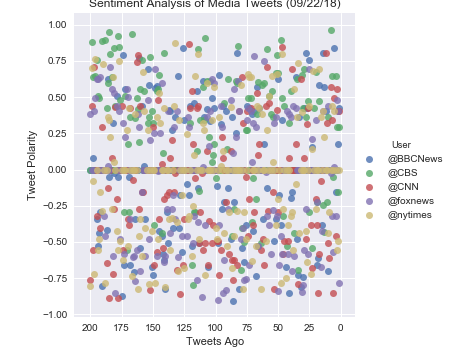 Sentiment Analysis of Media Tweets (09/22/18)
1.00
0.75
0.50
0.25
0.00
−0.25
−0.50
−0.75
−1.00
Tweet Polarity
200 175 150 125 100 75 50 25 0
Tweets Ago
User
@BBCNews
@CBS
@CNN
@foxnews
@nytimes